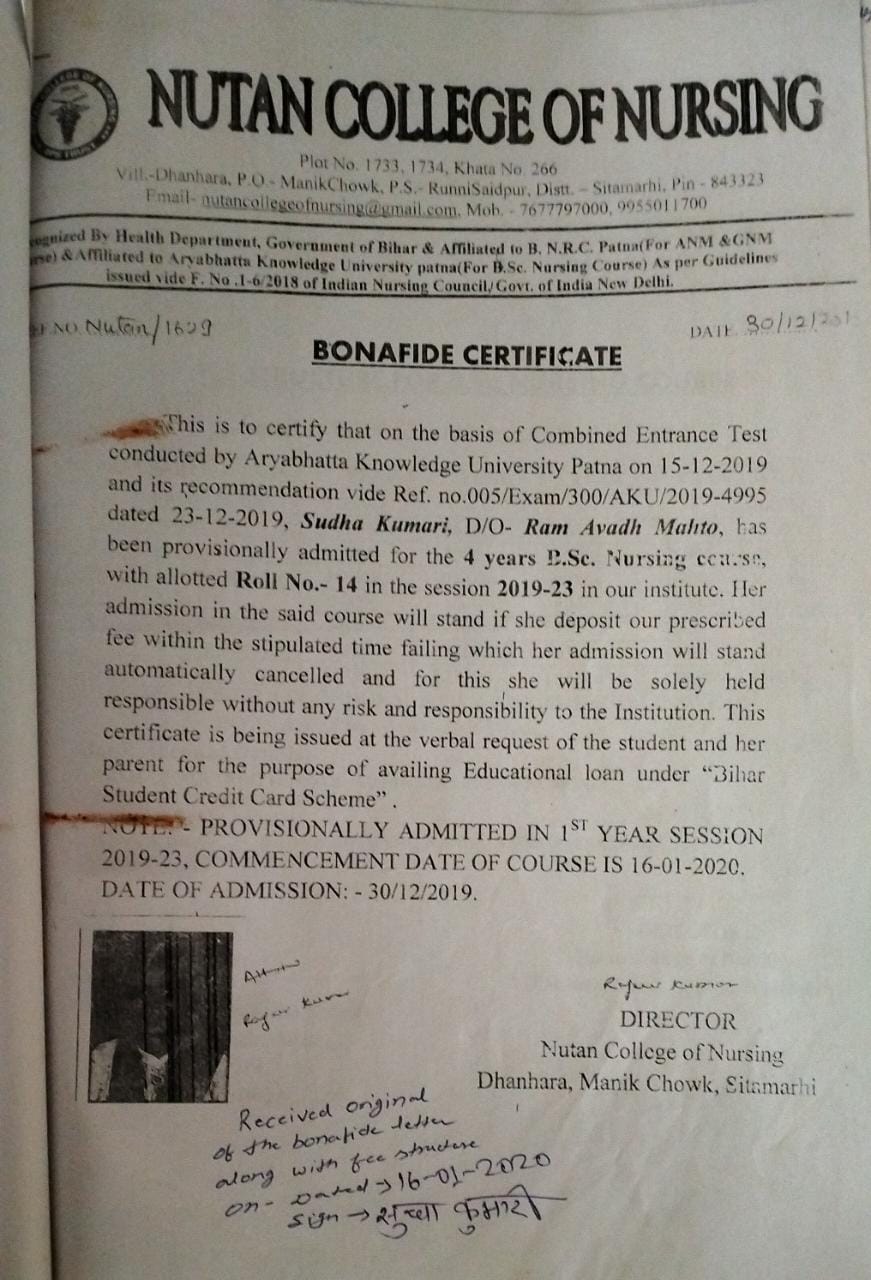 NUTAN COLLEGE OF NURSING
Plot No. 1733, 1734, Khata No. 266
Vill.-Dhanhara, P.O.- ManikChowk, P.S.- RunniSaidpur, Distt. – Sitamarhi, Pin - 843323
Email- nutancollegeofnursing@gmail.com, Mob. - 7677797000, 9955011700
ognized By Health Department, Government of Bihar & Affiliated to B. N.R.C. Patna(For ANM &GNM
rse) & Affiliated to Aryabhatta Knowledge University patna(For B.Sc. Nursing Course) As per Guidelines
issued vide F. No .1-6/2018 of Indian Nursing Council/Govt. of India New Delhi.
NO. Nutan/1629
DATE 30/12/201
BONAFIDE CERTIFICATE
This is to certify that on the basis of Combined Entrance Test
conducted by Aryabhatta Knowledge University Patna on 15-12-2019
and its recommendation vide Ref. no.005/Exam/300/AKU/2019-4995
dated 23-12-2019, Sudha Kumari, D/O- Ram Avadh Mahto, has
been provisionally admitted for the 4 years B.Sc. Nursing course,
with allotted Roll No.- 14 in the session 2019-23 in our institute. Her
admission in the said course will stand if she deposit our prescribed
fee within the stipulated time failing which her admission will stand
automatically cancelled and for this she will be solely held
responsible without any risk and responsibility to the Institution. This
certificate is being issued at the verbal request of the student and her
parent for the purpose of availing Educational loan under “Bihar
Student Credit Card Scheme” .
NOTE: - PROVISIONALLY ADMITTED IN 1ST YEAR SESSION
2019-23, COMMENCEMENT DATE OF COURSE IS 16-01-2020.
DATE OF ADMISSION: - 30/12/2019.
Kumar
Kumar
DIRECTOR
Nutan College of Nursing
Dhanhara, Manik Chowk, Sitamarhi
Received original
of the bonafide letter
along with fee structure
on- Dated → 16-01-2020
Sign → सुधा कुमारी